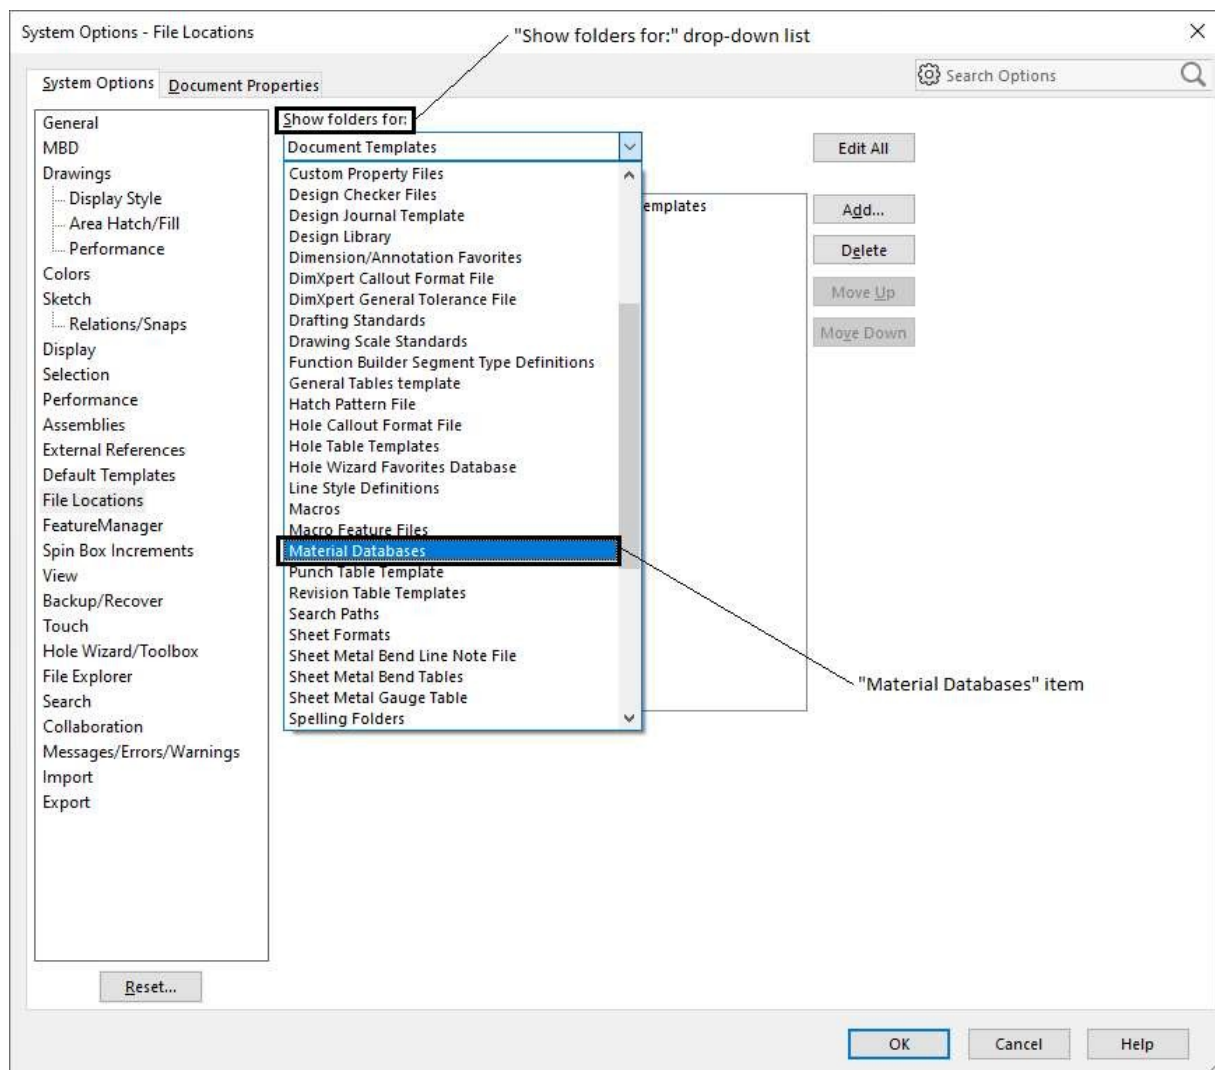 System Options - File Locations
"Show folders for:" drop-down list
System Options
Document Properties
Search Options
General
MBD
Drawings
Display Style
Area Hatch/Fill
Performance
Colors
Sketch
Relations/Snaps
Display
Selection
Performance
Assemblies
External References
Default Templates
File Locations
FeatureManager
Spin Box Increments
View
Backup/Recover
Touch
Hole Wizard/Toolbox
File Explorer
Search
Collaboration
Messages/Errors/Warnings
Import
Export
Reset...
Show folders for:
Document Templates
Custom Property Files
Design Checker Files
Design Journal Template
Design Library
Dimension/Annotation Favorites
DimXpert Callout Format File
DimXpert General Tolerance File
Drafting Standards
Drawing Scale Standards
Function Builder Segment Type Definitions
General Tables template
Hatch Pattern File
Hole Callout Format File
Hole Table Templates
Hole Wizard Favorites Database
Line Style Definitions
Macros
Macro Feature Files
Material Databases
Punch Table Template
Revision Table Templates
Search Paths
Sheet Formats
Sheet Metal Bend Line Note File
Sheet Metal Bend Tables
Sheet Metal Gauge Table
Spelling Folders
emplates
Edit All
Add...
Delete
Move Up
Move Down
"Material Databases" item
OK
Cancel
Help